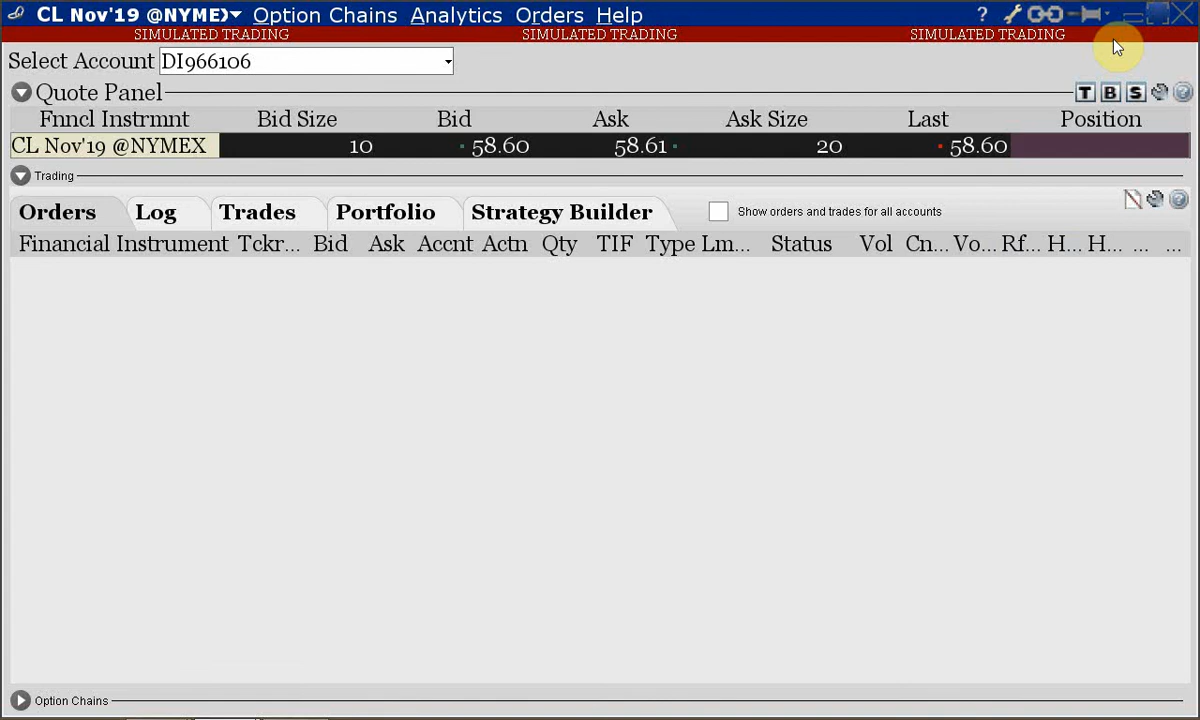 CL Nov'19 @NYMEX Option Chains Analytics Orders Help ?
SIMULATED TRADING SIMULATED TRADING SIMULATED TRADING
Select Account DI966106
Quote Panel T B S ?
Fnncl Instrmnt Bid Size Bid Ask Ask Size Last Position
CL Nov'19 @NYMEX 10 58.60 58.61 20 58.60
Trading
Orders Log Trades Portfolio Strategy Builder Show orders and trades for all accounts ?
Financial Instrument Tckr... Bid Ask Accnt Actn Qty TIF Type Lm... Status Vol Cn... Vo... Rf... H... H... ... ...
Option Chains